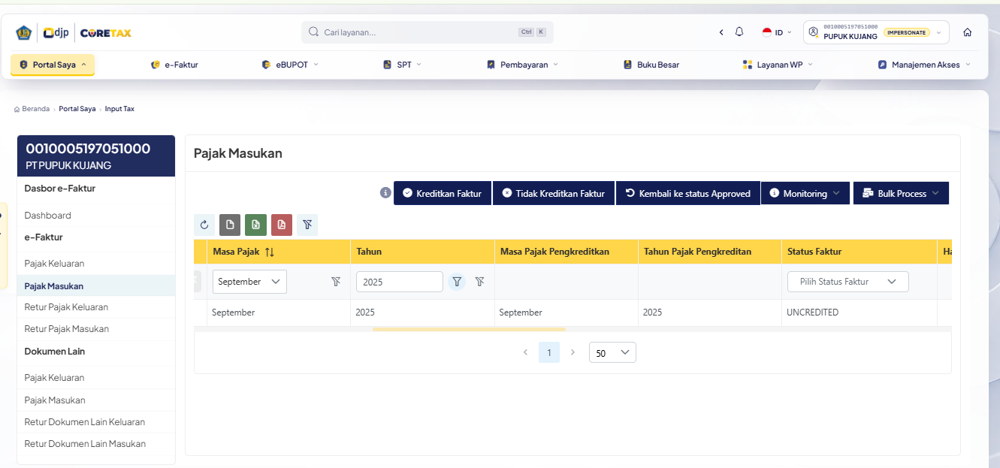 djp CORETAX
Cari layanan... Ctrl K
ID
0010005197051000
PUPUK KUJANG IMPERSONATE
Portal Saya e-Faktur eBUPOT SPT Pembayaran Buku Besar Layanan WP Manajemen Akses
Beranda › Portal Saya › Input Tax
0010005197051000
PT PUPUK KUJANG
Dasbor e-Faktur
Dashboard
e-Faktur
Pajak Keluaran
Pajak Masukan
Retur Pajak Keluaran
Retur Pajak Masukan
Dokumen Lain
Pajak Keluaran
Pajak Masukan
Retur Dokumen Lain Keluaran
Retur Dokumen Lain Masukan
Pajak Masukan
Kreditkan Faktur Tidak Kreditkan Faktur Kembali ke status Approved Monitoring Bulk Process
Masa Pajak Tahun Masa Pajak Pengkreditkan Tahun Pajak Pengkreditan Status Faktur
September 2025 Pilih Status Faktur
September 2025 September 2025 UNCREDITED
1 50